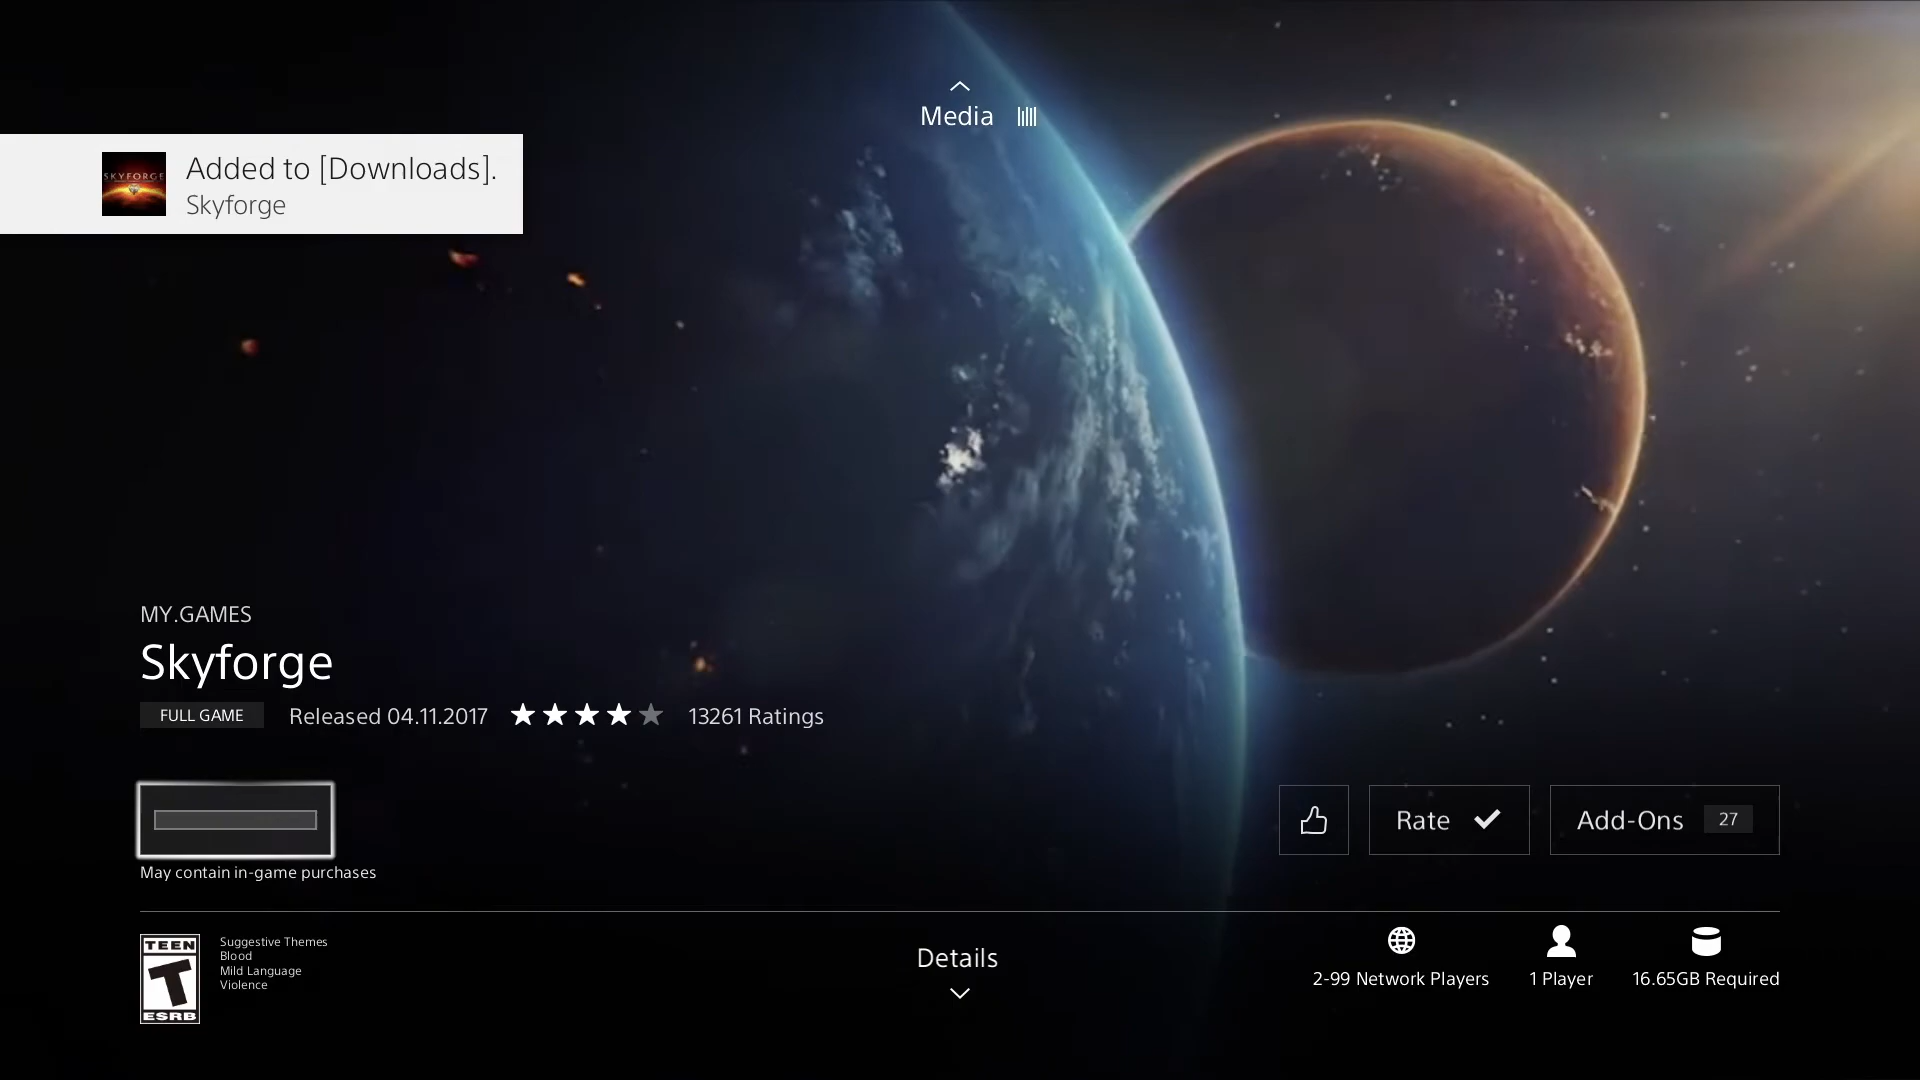 Media
SKYFORGE
Added to [Downloads].
Skyforge
MY.GAMES
Skyforge
FULL GAME Released 04.11.2017 13261 Ratings
Rate Add-Ons 27
May contain in-game purchases
TEEN
T
ESRB
Suggestive Themes
Blood
Mild Language
Violence
Details
2-99 Network Players 1 Player 16.65GB Required